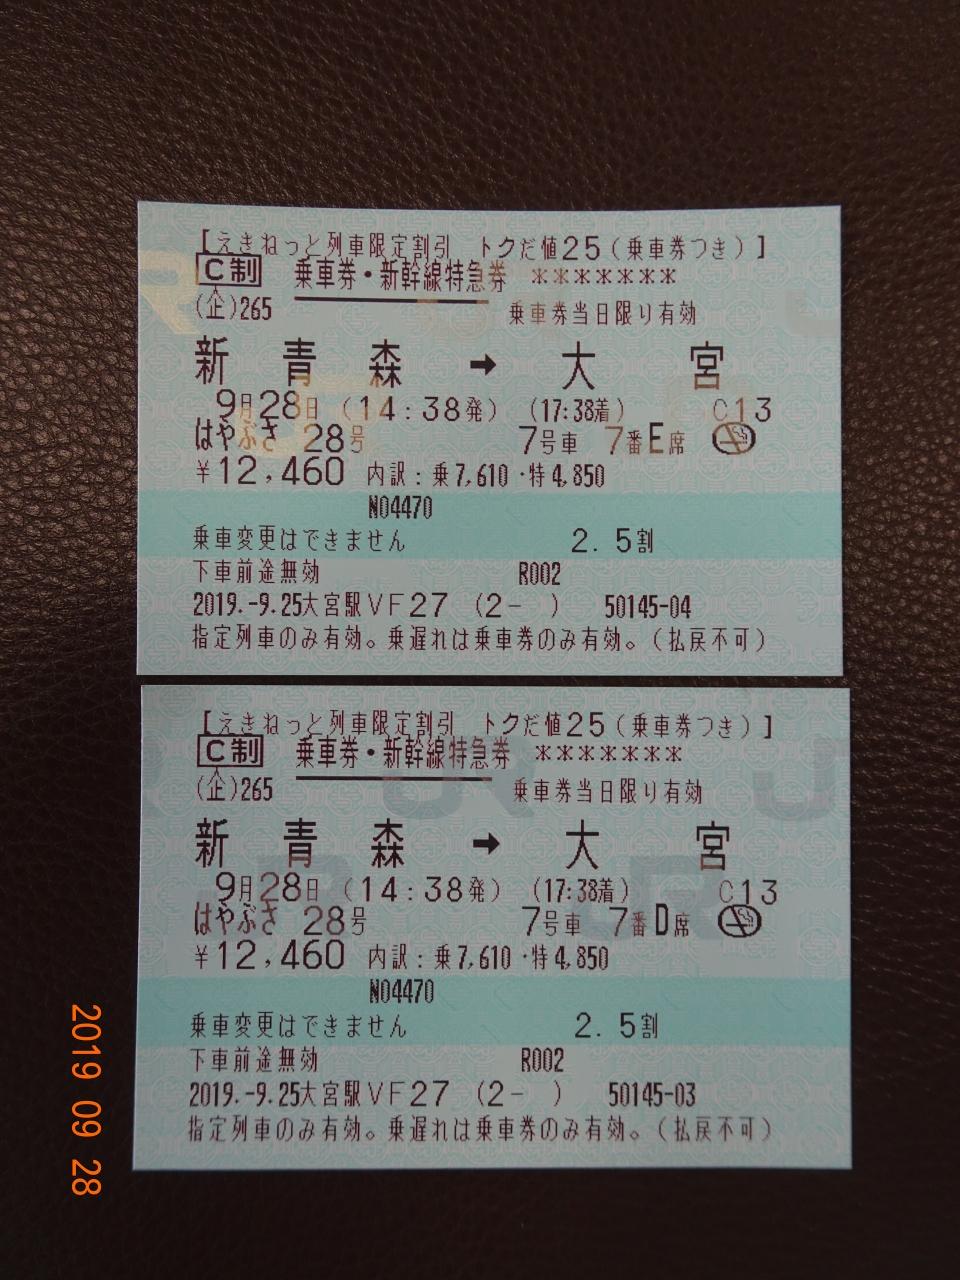 【えきねっと列車限定割引 トクだ値25(乗車券つき)】
C制 乗車券・新幹線特急券 *******
(企)265 乗車券当日限り有効
新青森 → 大宮
9月28日 (14:38発) (17:38着) C13
はやぶさ 28号 7号車 7番E席
¥12,460 内訳:乗7,610・特4,850
N04470
乗車変更はできません 2.5割
下車前途無効 R002
2019.-9.25大宮駅VF27 (2- ) 50145-04
指定列車のみ有効。乗遅れは乗車券のみ有効。(払戻不可)
【えきねっと列車限定割引 トクだ値25(乗車券つき)】
C制 乗車券・新幹線特急券 *******
(企)265 乗車券当日限り有効
新青森 → 大宮
9月28日 (14:38発) (17:38着) C13
はやぶさ 28号 7号車 7番D席
¥12,460 内訳:乗7,610・特4,850
N04470
乗車変更はできません 2.5割
下車前途無効 R002
2019.-9.25大宮駅VF27 (2- ) 50145-03
指定列車のみ有効。乗遅れは乗車券のみ有効。(払戻不可)
2019 09 28